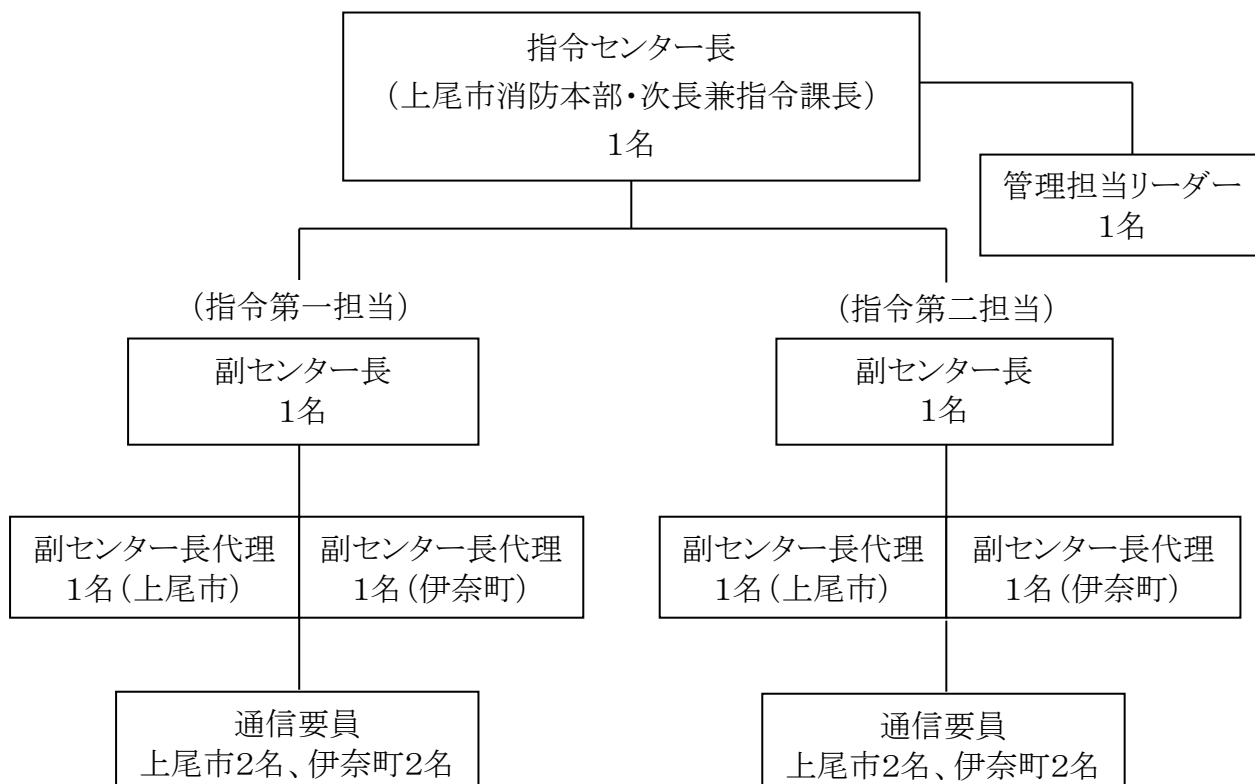 指令センター長
（上尾市消防本部・次長兼指令課長）
1名
管理担当リーダー
1名
（指令第一担当）
副センター長
1名
副センター長代理
1名（上尾市）
副センター長代理
1名（伊奈町）
通信要員
上尾市2名、伊奈町2名
（指令第二担当）
副センター長
1名
副センター長代理
1名（上尾市）
副センター長代理
1名（伊奈町）
通信要員
上尾市2名、伊奈町2名